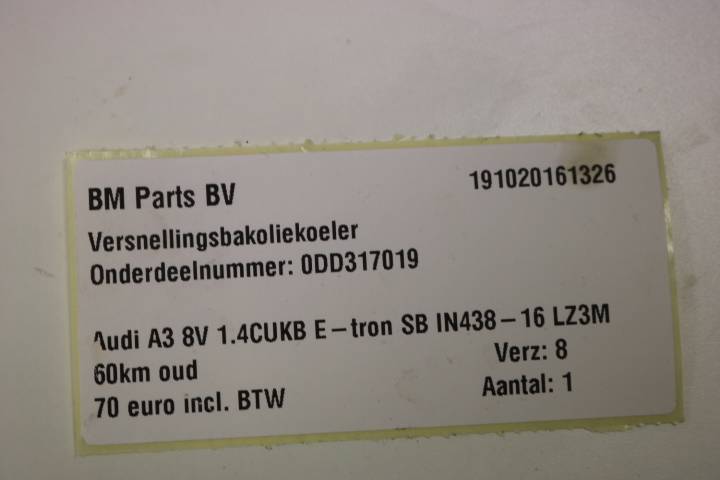 BM Parts BV 191020161326
Versnellingsbakoliekoeler
Onderdeelnummer: 0DD317019
Audi A3 8V 1.4CUKB E-tron SB IN438-16 LZ3M
60km oud Verz: 8
70 euro incl. BTW Aantal: 1